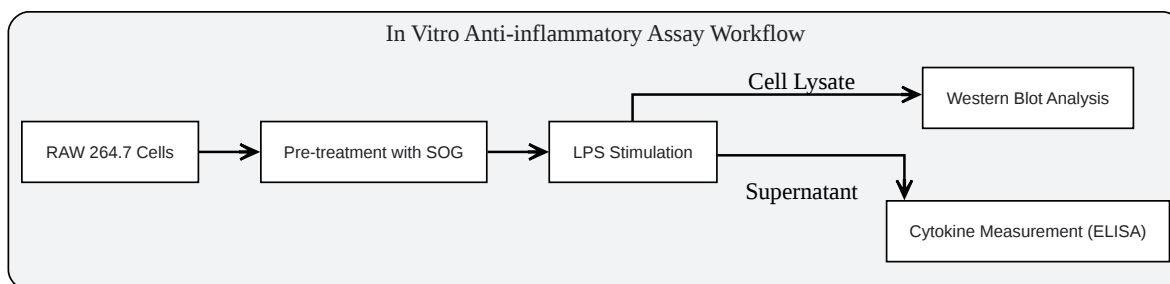 In Vitro Anti-inflammatory Assay Workflow
Cell Lysate
Western Blot Analysis
RAW 264.7 Cells
Pre-treatment with SOG
LPS Stimulation
Supernatant
Cytokine Measurement (ELISA)